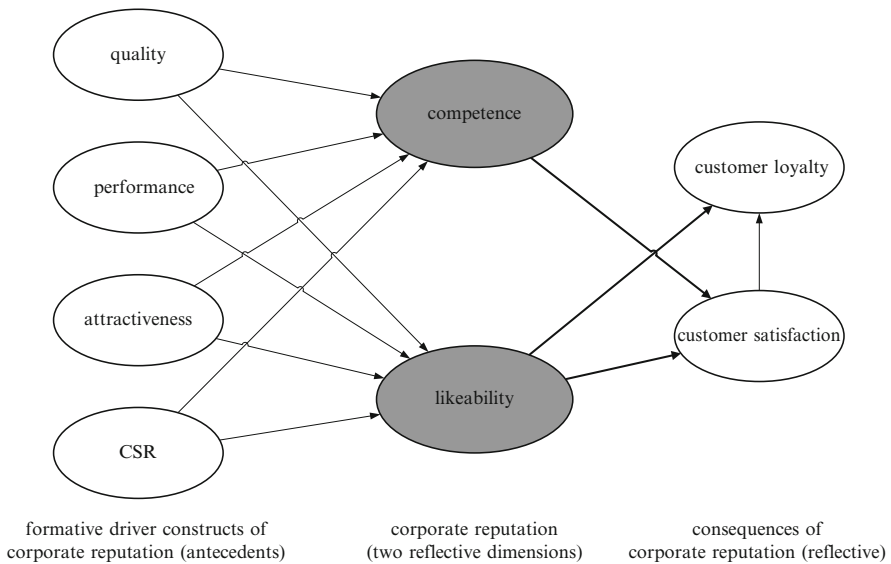 quality
performance
attractiveness
CSR
competence
likeability
customer loyalty
customer satisfaction
formative driver constructs of
corporate reputation (antecedents)
corporate reputation
(two reflective dimensions)
consequences of
corporate reputation (reflective)